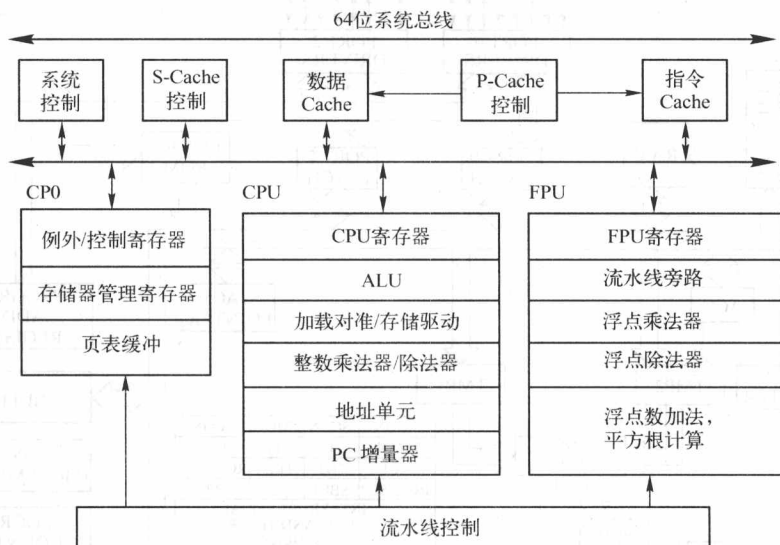 64位系统总线
系统
控制
S-Cache
控制
数据
Cache
P-Cache
控制
指令
Cache
CP0
CPU
FPU
例外/控制寄存器
存储器管理寄存器
页表缓冲
CPU寄存器
ALU
加载对准/存储驱动
整数乘法器/除法器
地址单元
PC 增量器
FPU寄存器
流水线旁路
浮点乘法器
浮点除法器
浮点数加法,
平方根计算
流水线控制